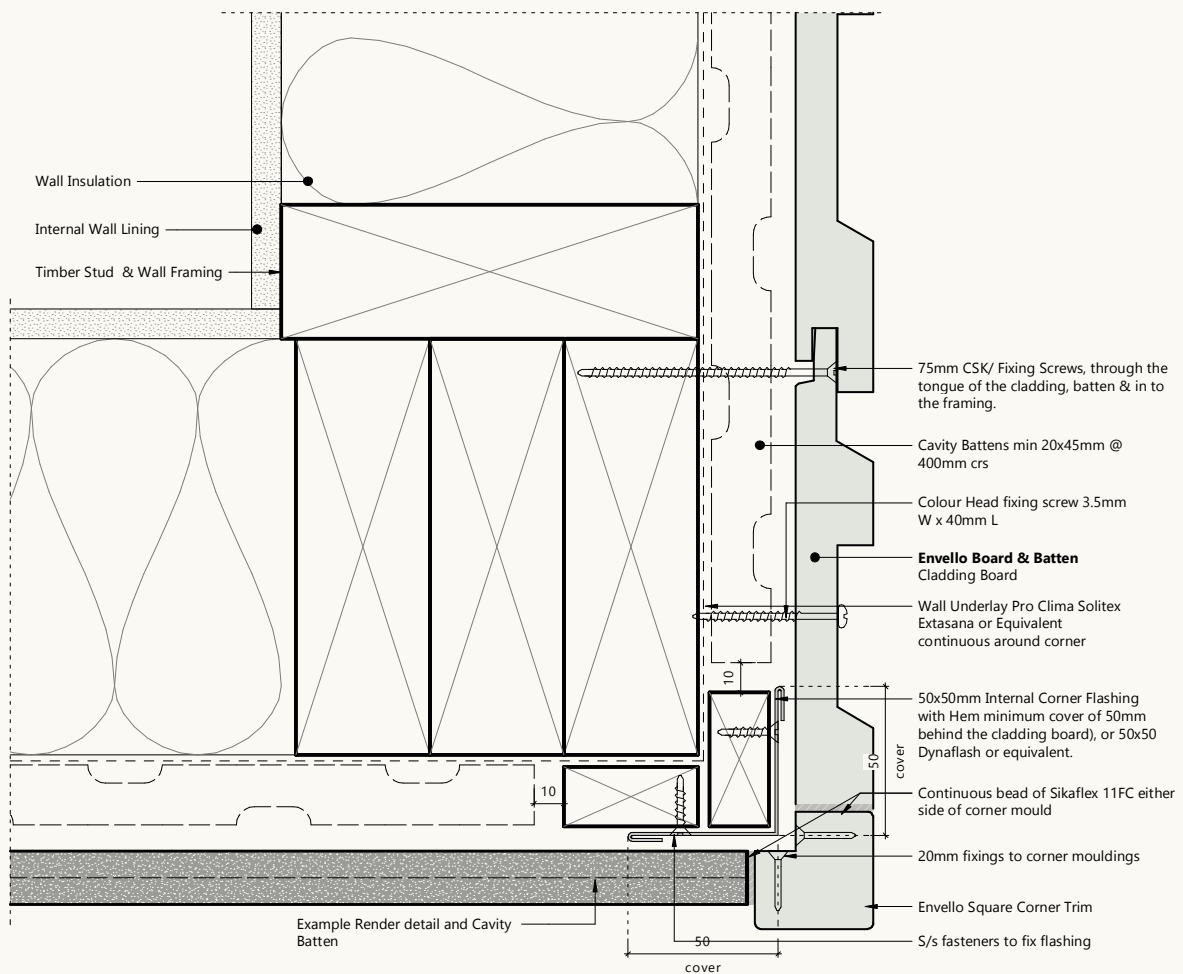 Wall Insulation
Internal Wall Lining
Timber Stud & Wall Framing
75mm CSK/ Fixing Screws, through the
tongue of the cladding, batten & in to
the framing.
Cavity Battens min 20x45mm @
400mm crs
Colour Head fixing screw 3.5mm
W x 40mm L
Envello Board & Batten
Cladding Board
Wall Underlay Pro Clima Solitex
Extasana or Equivalent
continuous around corner
10
50x50mm Internal Corner Flashing
with Hem minimum cover of 50mm
behind the cladding board), or 50x50
Dynaflash or equivalent.
50
cover
10
Continuous bead of Sikaflex 11FC either
side of corner mould
20mm fixings to corner mouldings
Envello Square Corner Trim
Example Render detail and Cavity
Batten
S/s fasteners to fix flashing
50
cover